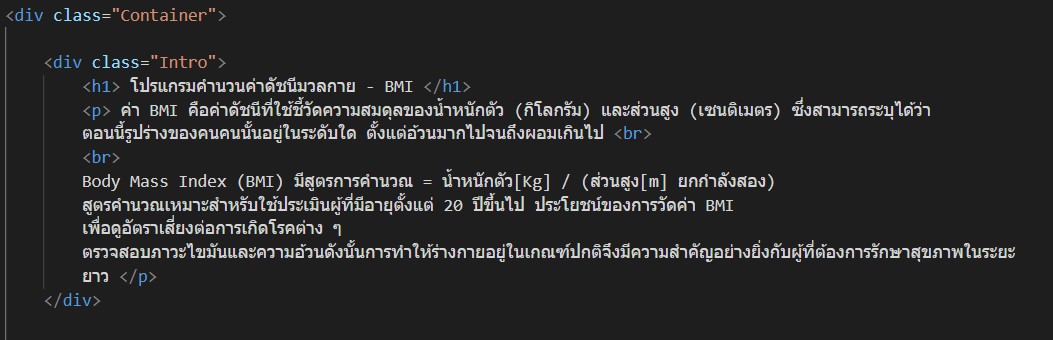 <div class="Container">
<div class="Intro">
<h1> โปรแกรมคำนวนค่าดัชนีมวลกาย - BMI </h1>
<p> ค่า BMI คือค่าดัชนีที่ใช้ชี้วัดความสมดุลของน้ำหนักตัว (กิโลกรัม) และส่วนสูง (เซนติเมตร) ซึ่งสามารถระบุได้ว่า
ตอนนี้รูปร่างของคนคนนั้นอยู่ในระดับใด ตั้งแต่อ้วนมากไปจนถึงผอมเกินไป <br>
<br>
Body Mass Index (BMI) มีสูตรการคำนวณ = น้ำหนักตัว[Kg] / (ส่วนสูง[m] ยกกำลังสอง)
สูตรคำนวณเหมาะสำหรับใช้ประเมินผู้ที่มีอายุตั้งแต่ 20 ปีขึ้นไป ประโยชน์ของการวัดค่า BMI
เพื่อดูอัตราเสี่ยงต่อการเกิดโรคต่าง ๆ
ตรวจสอบภาวะไขมันและความอ้วนดังนั้นการทำให้ร่างกายอยู่ในเกณฑ์ปกติจึงมีความสำคัญอย่างยิ่งกับผู้ที่ต้องการรักษาสุขภาพในระยะ
ยาว </p>
</div>